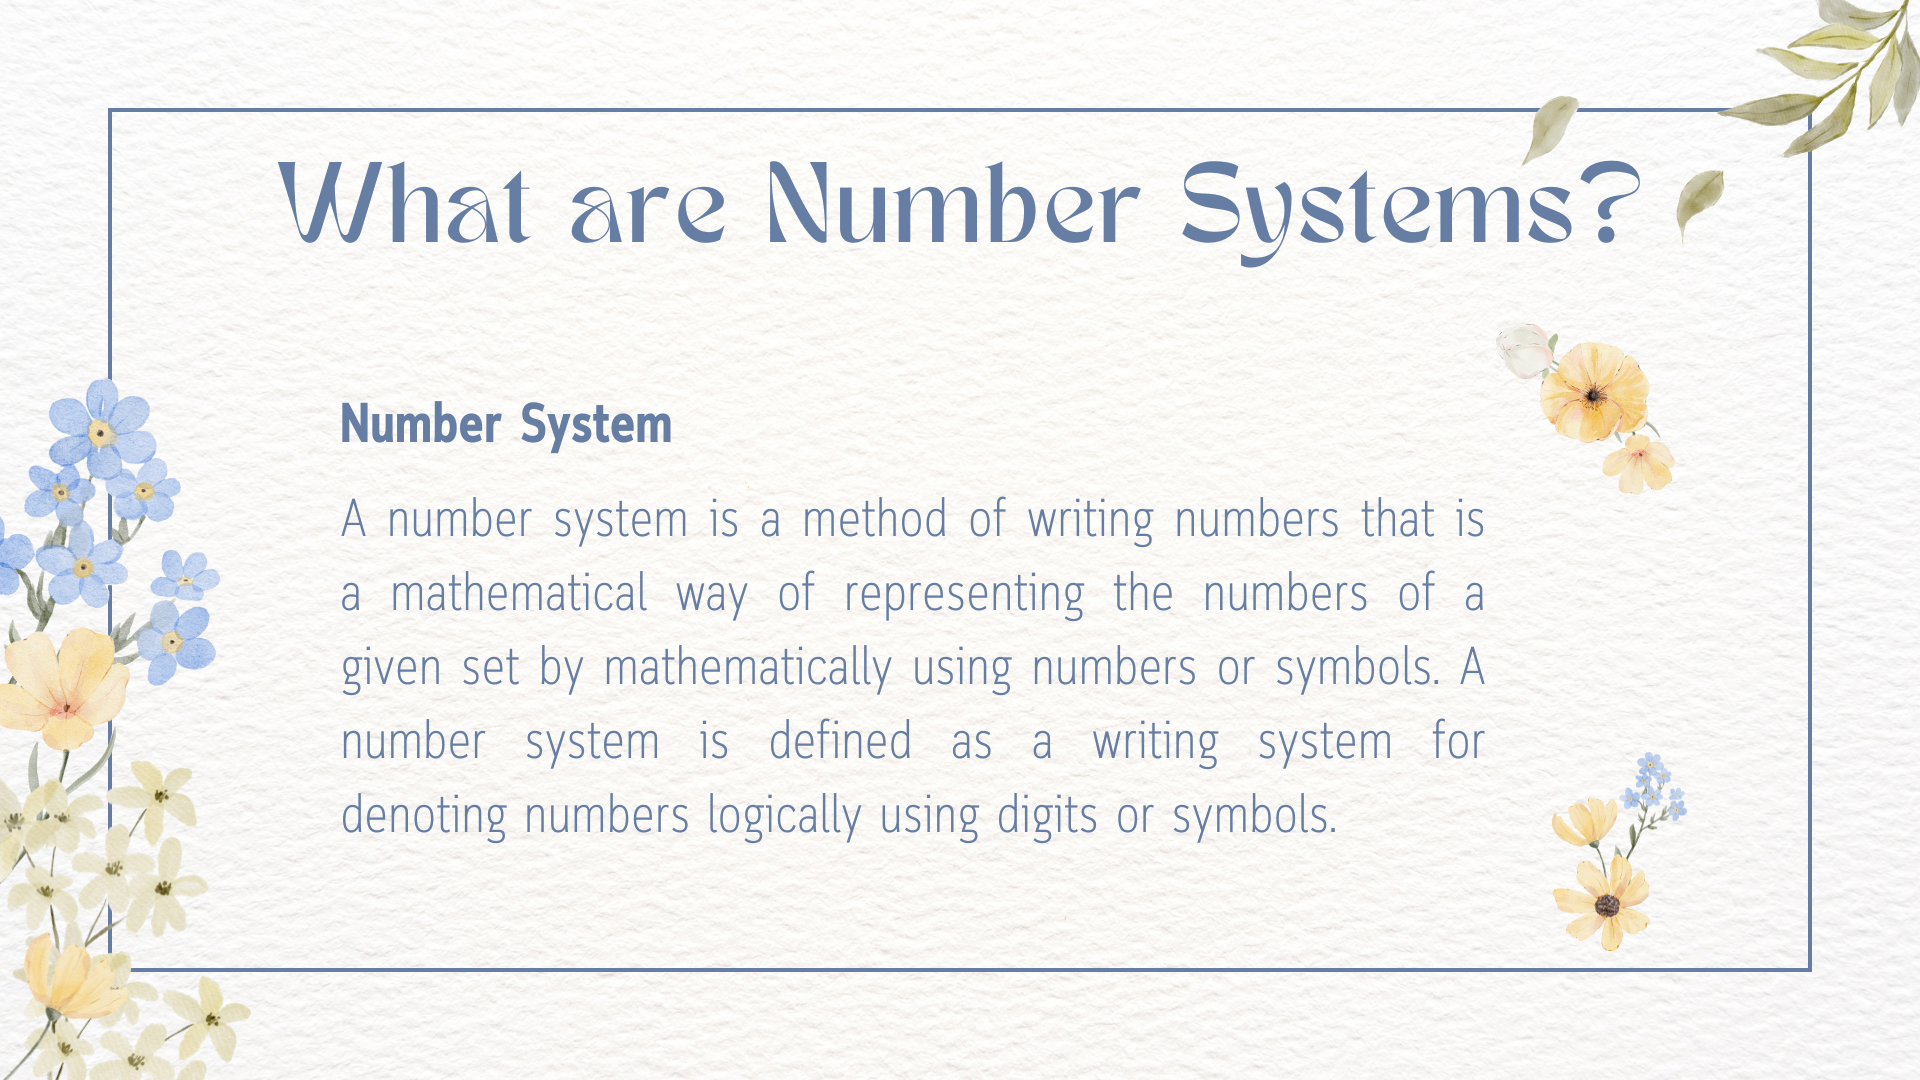 What are Number Systems?
Number System
A number system is a method of writing numbers that is
a mathematical way of representing the numbers of a
given set by mathematically using numbers or symbols. A
number system is defined as a writing system for
denoting numbers logically using digits or symbols.